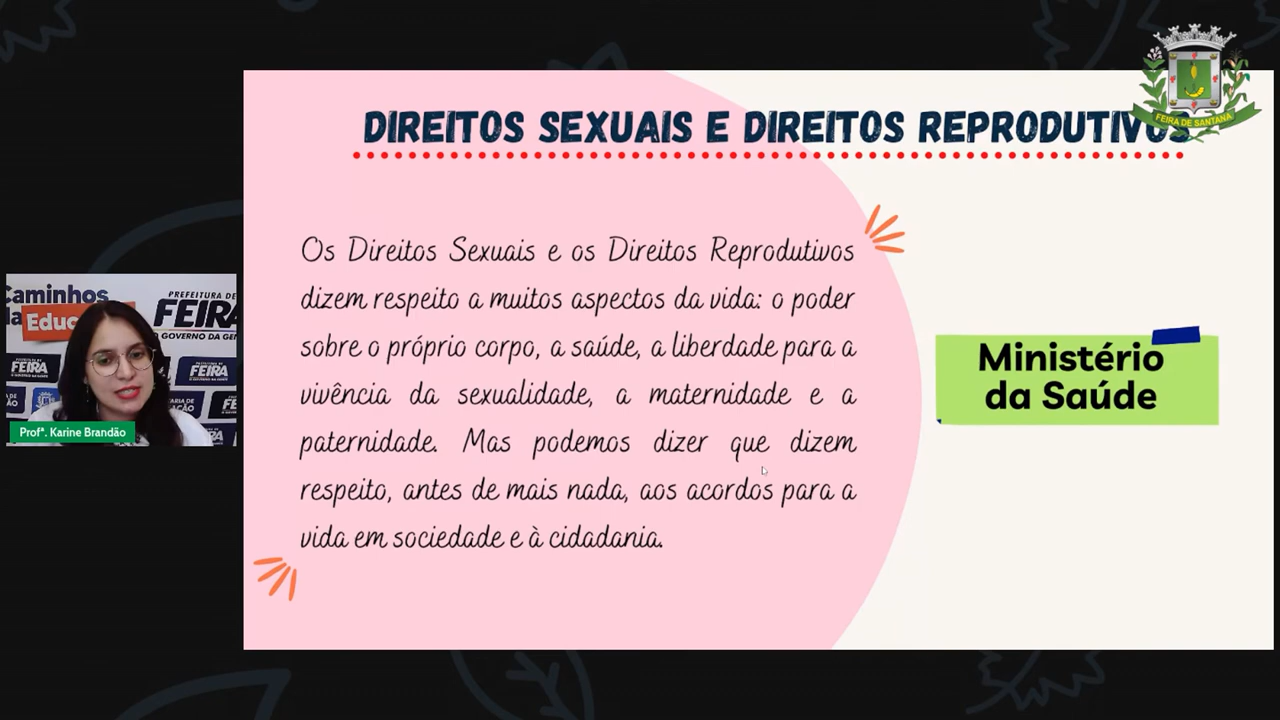 DIREITOS SEXUAIS E DIREITOS REPRODUTIVOS
FEIRA DE SANTANA
Os Direitos Sexuais e os Direitos Reprodutivos
dizem respeito a muitos aspectos da vida: o poder
sobre o próprio corpo, a saúde, a liberdade para a
vivência da sexualidade, a maternidade e a
paternidade. Mas podemos dizer que dizem
respeito, antes de mais nada, aos acordos para a
vida em sociedade e à cidadania.
Ministério
da Saúde
Caminhos
da Educ
PREFEITURA DE
FEIRA
O GOVERNO DA GEN
FEIRA
FEIRA
Profª. Karine Brandão